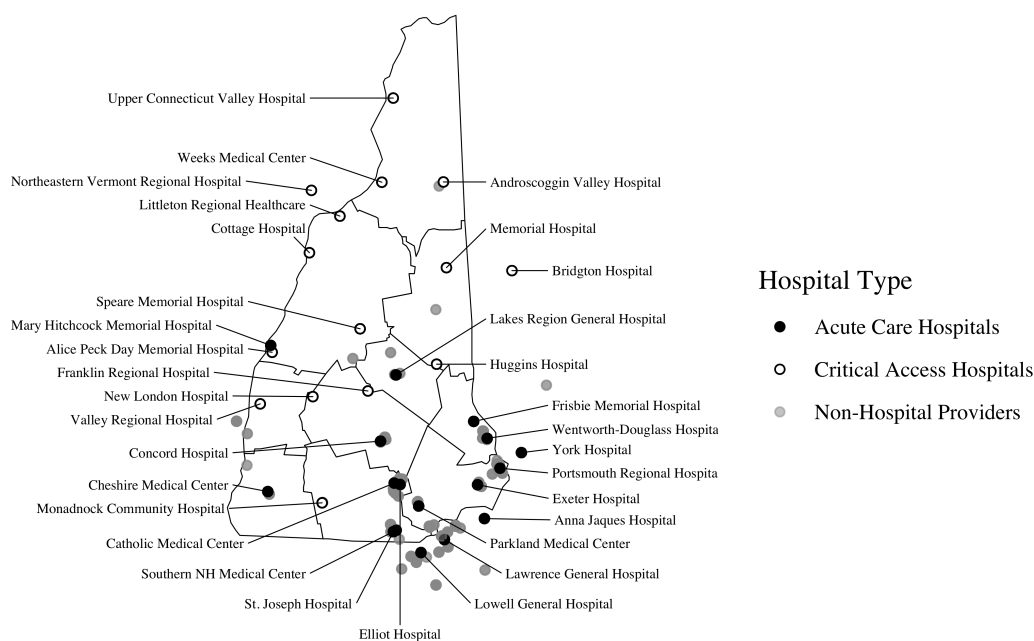 Upper Connecticut Valley Hospital
Weeks Medical Center
Northeastern Vermont Regional Hospital
Androscoggin Valley Hospital
Littleton Regional Healthcare
Cottage Hospital
Memorial Hospital
Bridgton Hospital
Hospital Type
Speare Memorial Hospital
Lakes Region General Hospital
Mary Hitchcock Memorial Hospital
Acute Care Hospitals
Alice Peck Day Memorial Hospital
Huggins Hospital
Critical Access Hospitals
Franklin Regional Hospital
New London Hospital
Frisbie Memorial Hospital
Non-Hospital Providers
Valley Regional Hospital
Wentworth-Douglass Hospita
Concord Hospital
York Hospital
Portsmouth Regional Hospita
Cheshire Medical Center
Exeter Hospital
Monadnock Community Hospital
Anna Jaques Hospital
Catholic Medical Center
Parkland Medical Center
Southern NH Medical Center
Lawrence General Hospital
St. Joseph Hospital
Lowell General Hospital
Elliot Hospital